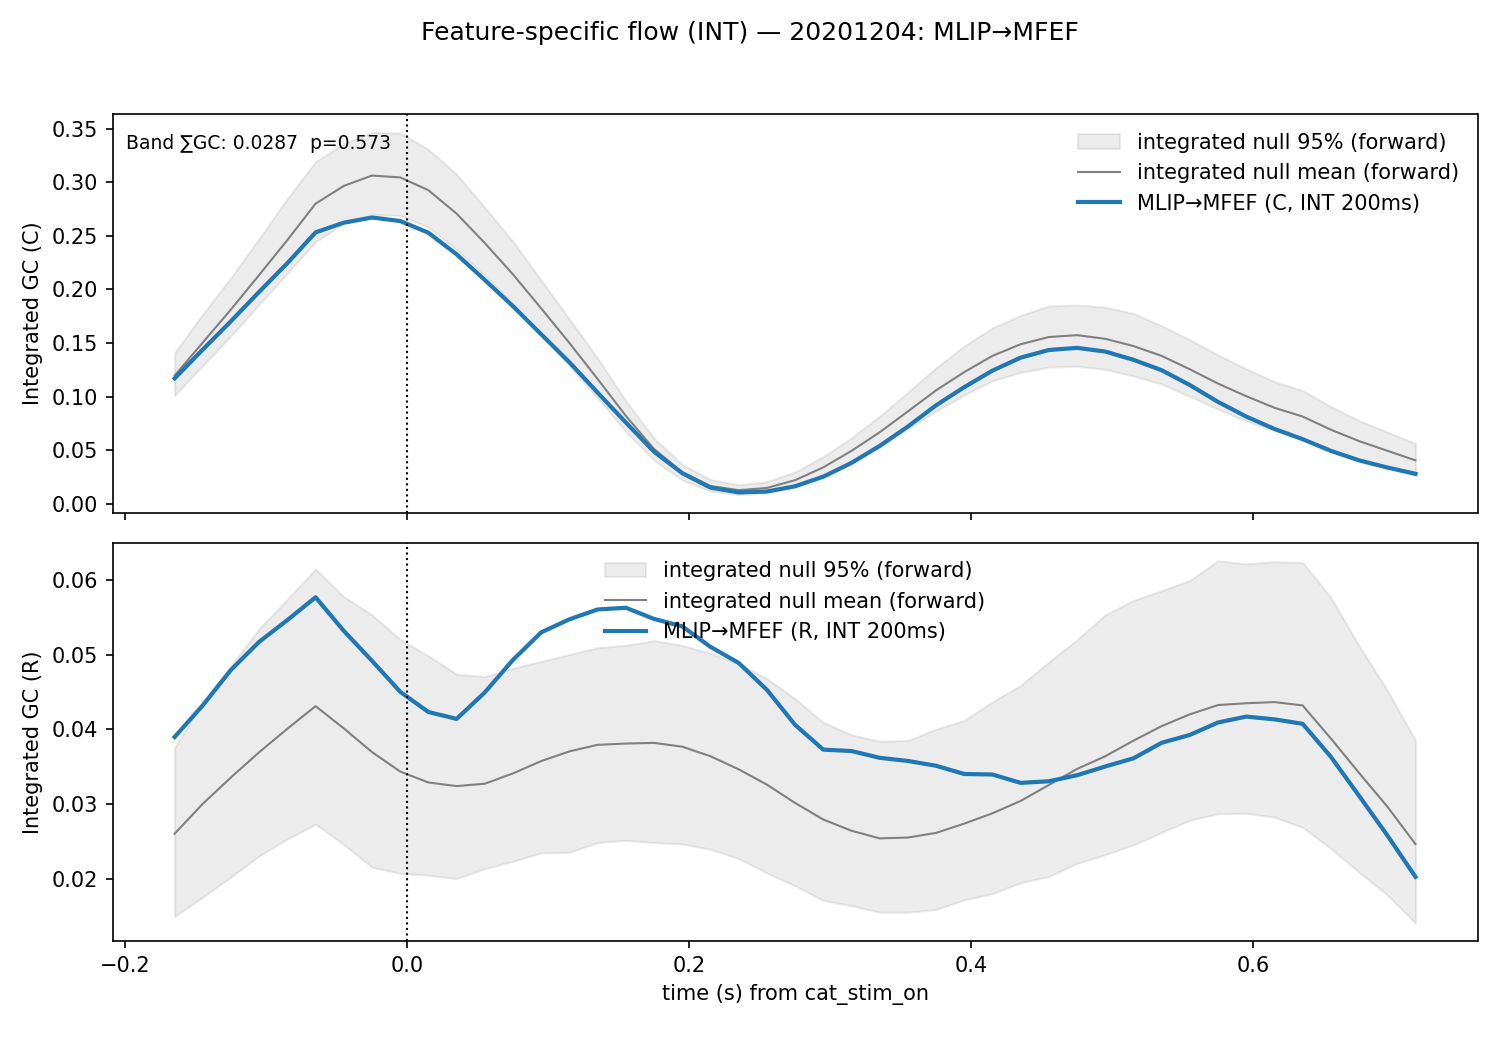 Feature-specific flow (INT) — 20201204: MLIP→MFEF
Band ∑GC: 0.0287  p=0.573
integrated null 95% (forward)
integrated null mean (forward)
MLIP→MFEF (C, INT 200ms)
Integrated GC (C)
0.35
0.30
0.25
0.20
0.15
0.10
0.05
0.00
integrated null 95% (forward)
integrated null mean (forward)
MLIP→MFEF (R, INT 200ms)
Integrated GC (R)
0.06
0.05
0.04
0.03
0.02
−0.2
0.0
0.2
0.4
0.6
time (s) from cat_stim_on